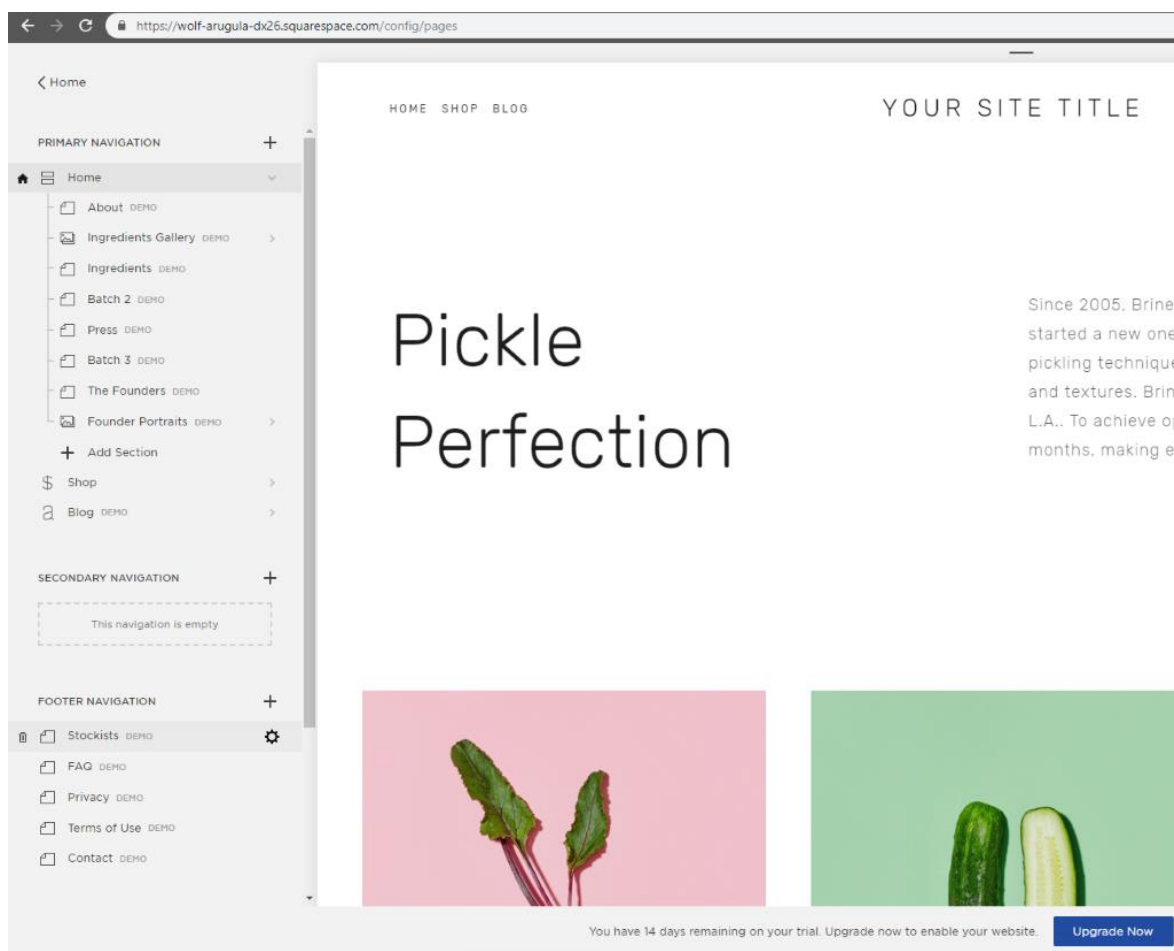 https://wolf-arugula-dx26.squarespace.com/config/pages
Home
PRIMARY NAVIGATION
Home
About DEMO
Ingredients Gallery DEMO
Ingredients DEMO
Batch 2 DEMO
Press DEMO
Batch 3 DEMO
The Founders DEMO
Founder Portraits DEMO
Add Section
$ Shop
Blog DEMO
SECONDARY NAVIGATION
This navigation is empty
FOOTER NAVIGATION
Stockists DEMO
FAQ DEMO
Privacy DEMO
Terms of Use DEMO
Contact DEMO
HOME SHOP BLOG
YOUR SITE TITLE
Pickle
Perfection
Since 2005, Brine
started a new one
pickling technique
and textures. Brin
L.A.. To achieve o
months, making e
You have 14 days remaining on your trial. Upgrade now to enable your website.
Upgrade Now